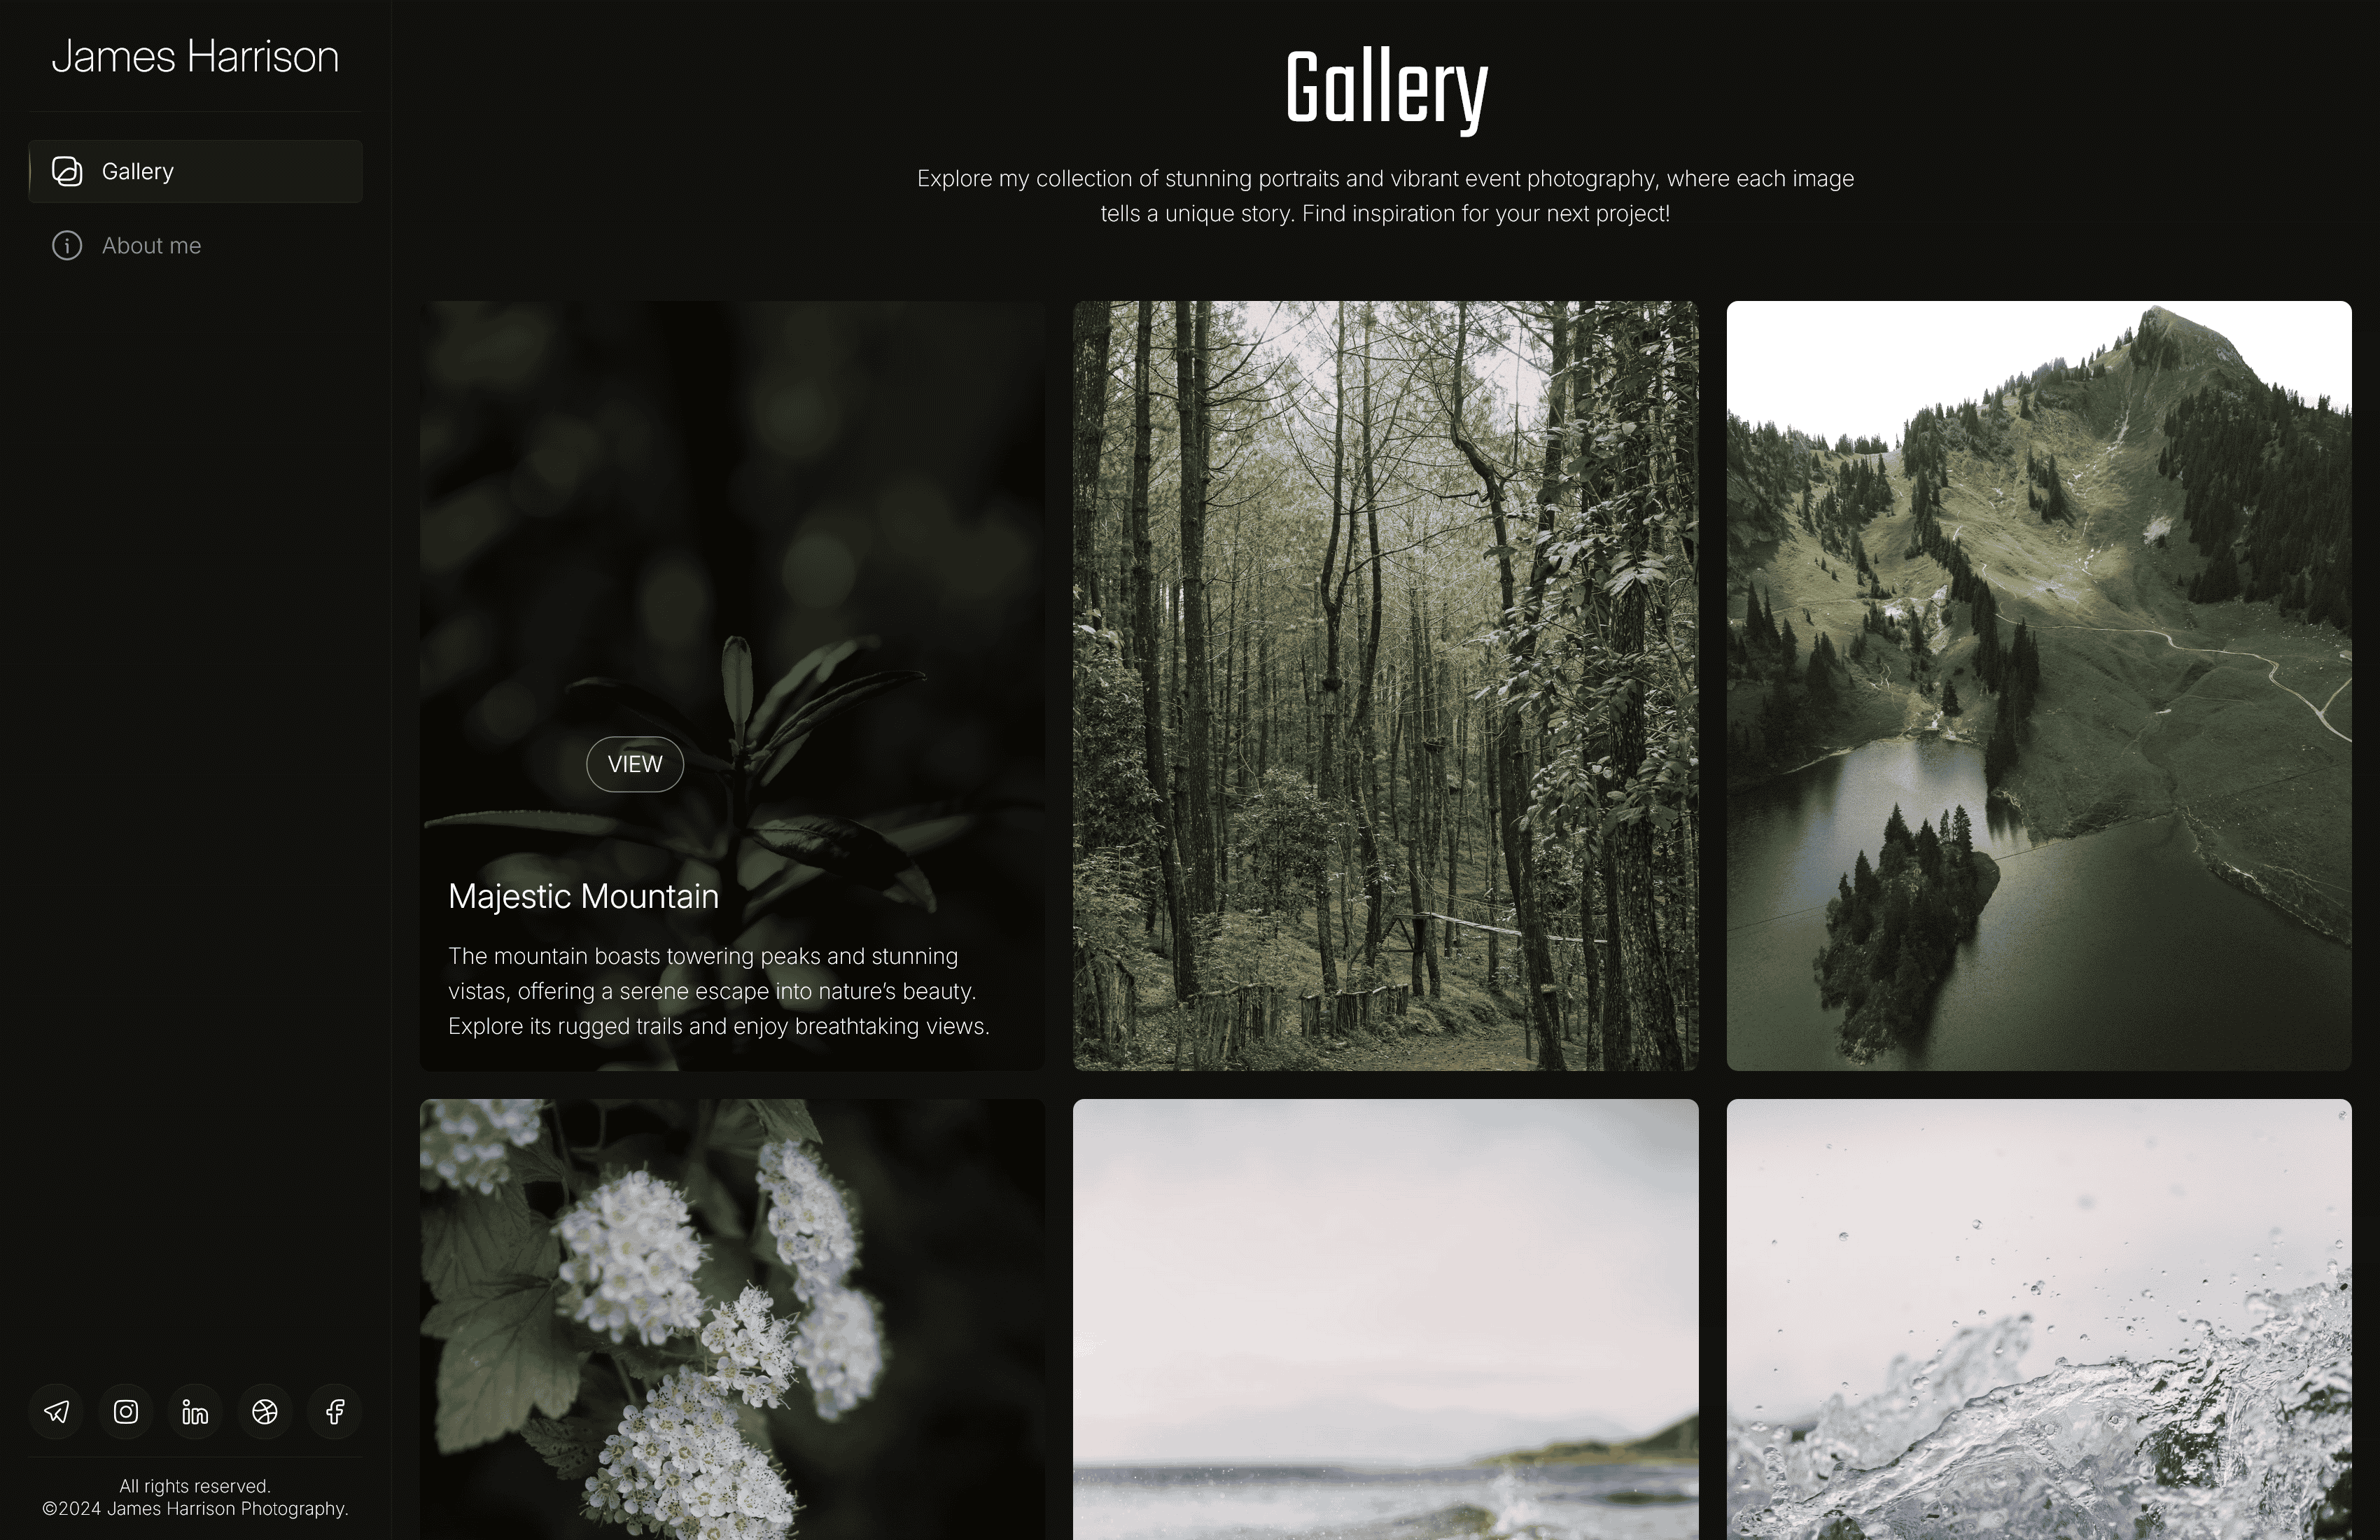 James Harrison
Gallery
About me
Gallery
Explore my collection of stunning portraits and vibrant event photography, where each image
tells a unique story. Find inspiration for your next project!
VIEW
Majestic Mountain
The mountain boasts towering peaks and stunning
vistas, offering a serene escape into nature’s beauty.
Explore its rugged trails and enjoy breathtaking views.
All rights reserved.
©2024 James Harrison Photography.